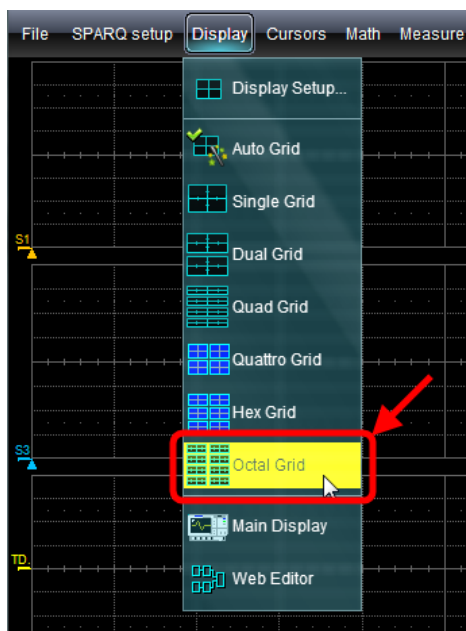 File SPARQ setup Display Cursors Math Measure
Display Setup...
Auto Grid
Single Grid
S1
Dual Grid
Quad Grid
Quattro Grid
Hex Grid
S3
Octal Grid
Main Display
TD
Web Editor